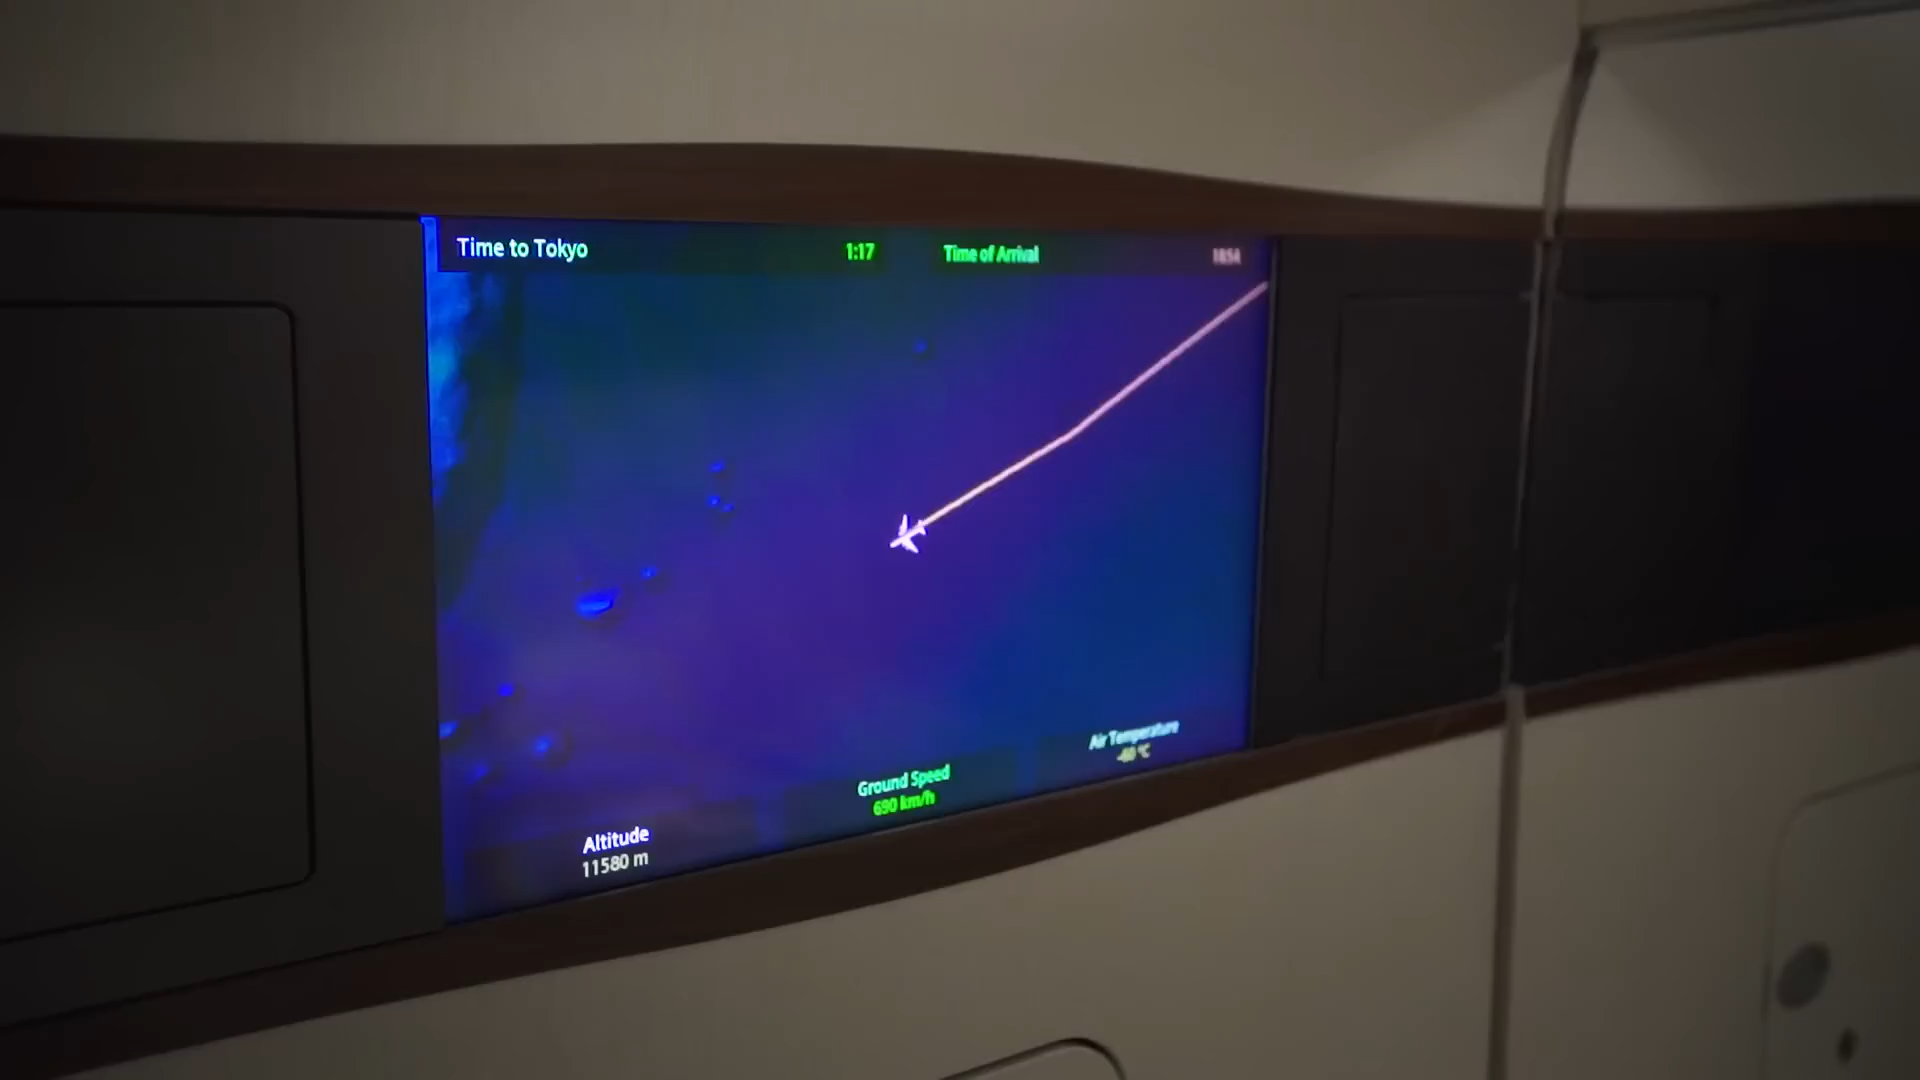 Time to Tokyo 1:17 Time of Arrival
Air Temperature
Ground Speed
690 km/h
Altitude
11580 m